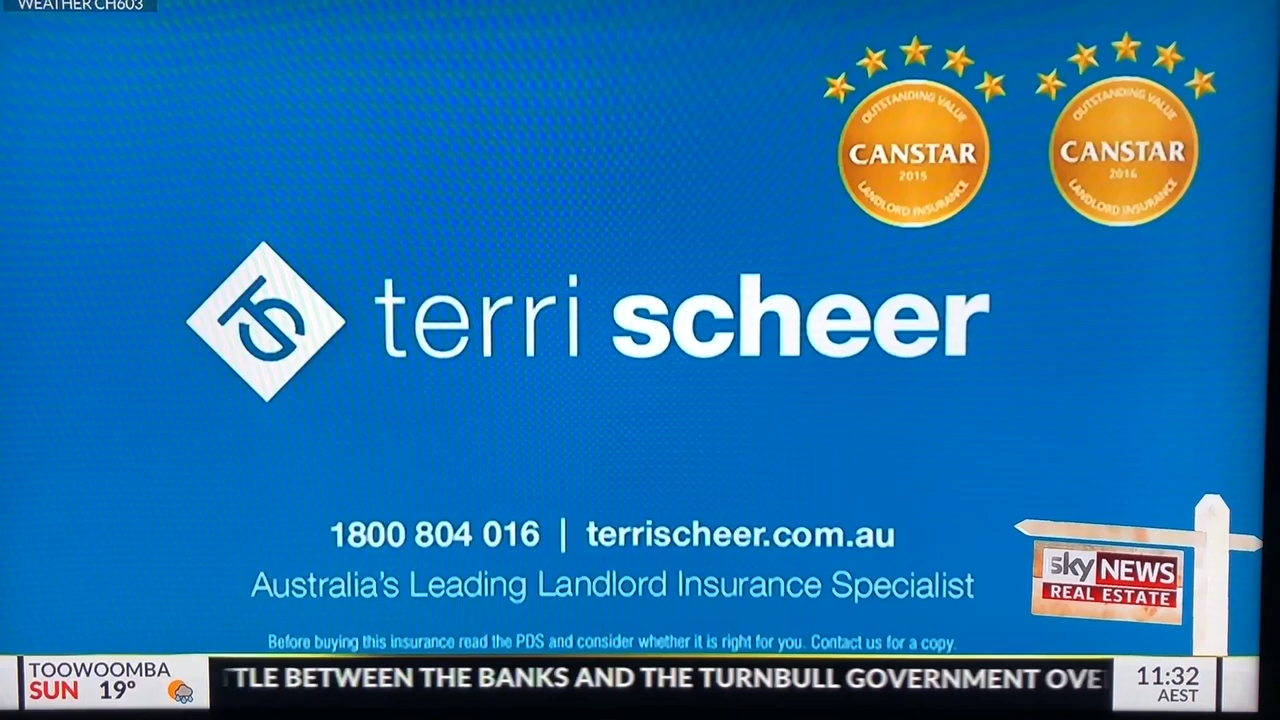 WEATHER CH603
OUTSTANDING VALUE
CANSTAR
2015
LANDLORD INSURANCE
OUTSTANDING VALUE
CANSTAR
2016
LANDLORD INSURANCE
TS
terri scheer
1800 804 016 | terrischeer.com.au
Australia's Leading Landlord Insurance Specialist
sky NEWS
REAL ESTATE
Before buying this insurance read the PDS and consider whether it is right for you. Contact us for a copy.
TOOWOOMBA
SUN 19°
TTLE BETWEEN THE BANKS AND THE TURNBULL GOVERNMENT OVE
11:32
AEST